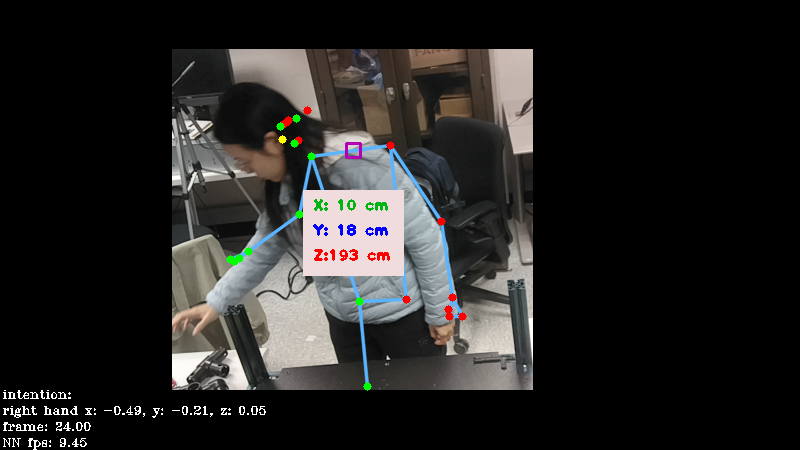 X: 10 cm
Y: 18 cm
Z:193 cm
intention:
right hand x: -0.49, y: -0.21, z: 0.05
frame: 24.00
NN fps: 9.45